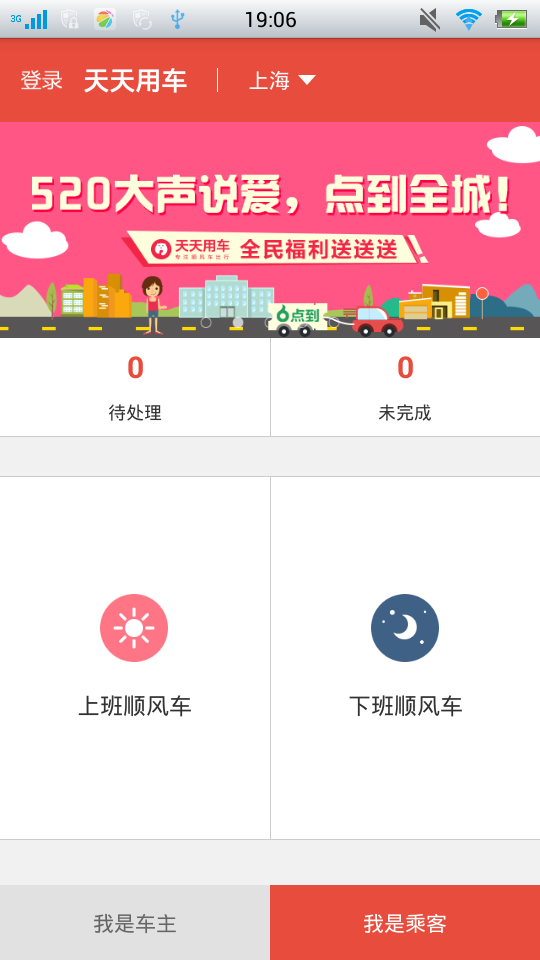 3G 19:06
登录 天天用车 上海
520大声说爱，点到全城！
天天用车 专注顺风车出行 全民福利送送送！
点到
0 0
待处理 未完成
上班顺风车 下班顺风车
我是车主 我是乘客